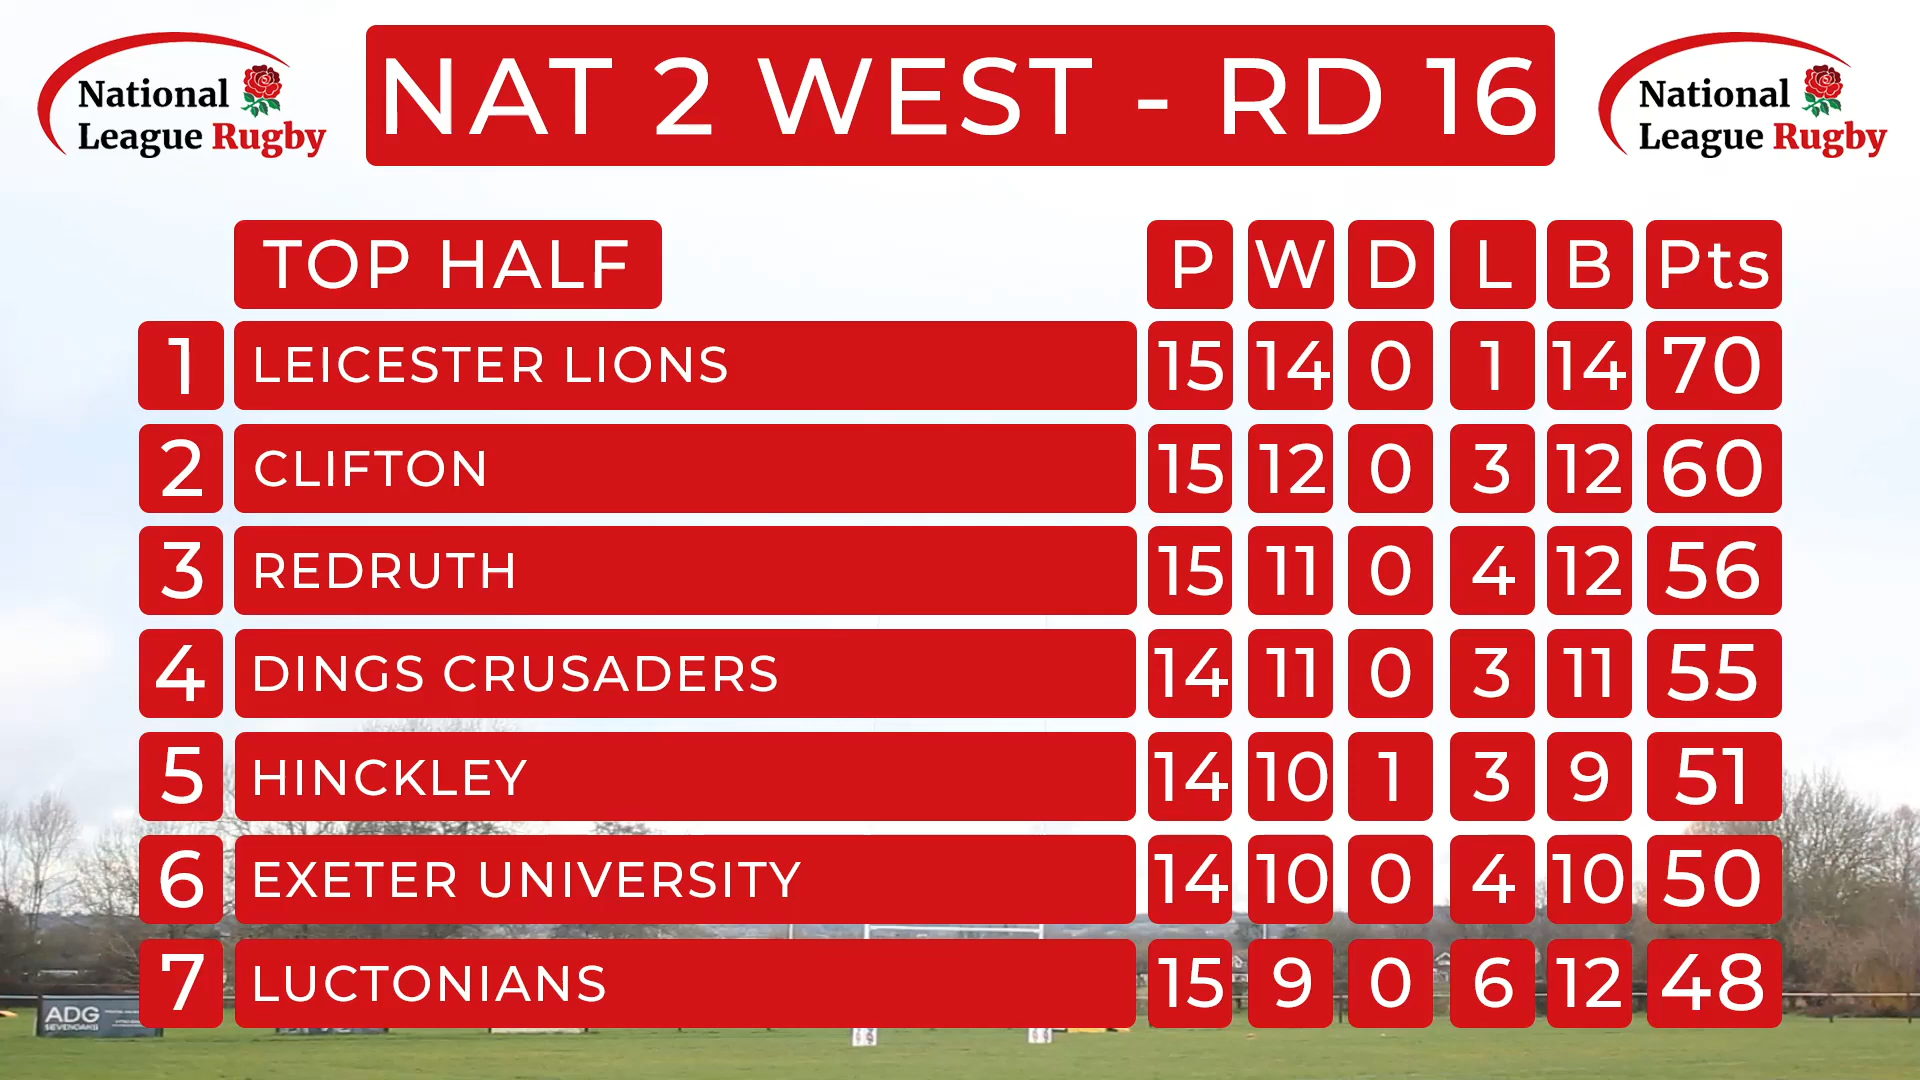 National
League Rugby
NAT 2 WEST - RD 16
National
League Rugby
TOP HALF P W D L B Pts
1 LEICESTER LIONS 15 14 0 1 14 70
2 CLIFTON 15 12 0 3 12 60
3 REDRUTH 15 11 0 4 12 56
4 DINGS CRUSADERS 14 11 0 3 11 55
5 HINCKLEY 14 10 1 3 9 51
6 EXETER UNIVERSITY 14 10 0 4 10 50
7 LUCTONIANS 15 9 0 6 12 48
ADG
SEVENOAKS